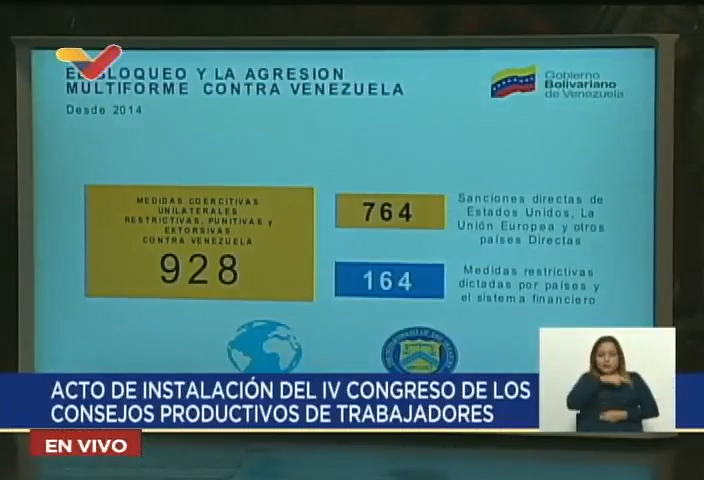 EL BLOQUEO Y LA AGRESION
MULTIFORME CONTRA VENEZUELA
Desde 2014
Gobierno
Bolivariano
de Venezuela
MEDIDAS COERCITIVAS
UNILATERALES
RESTRICTIVAS, PUNITIVAS y
EXTORSIVAS
CONTRA VENEZUELA
928
764
Sanciones directas de
Estados Unidos, La
Unión Europea y otros
países Directas
164
Medidas restrictivas
dictadas por países y
el sistema financiero
ACTO DE INSTALACIÓN DEL IV CONGRESO DE LOS
CONSEJOS PRODUCTIVOS DE TRABAJADORES
EN VIVO